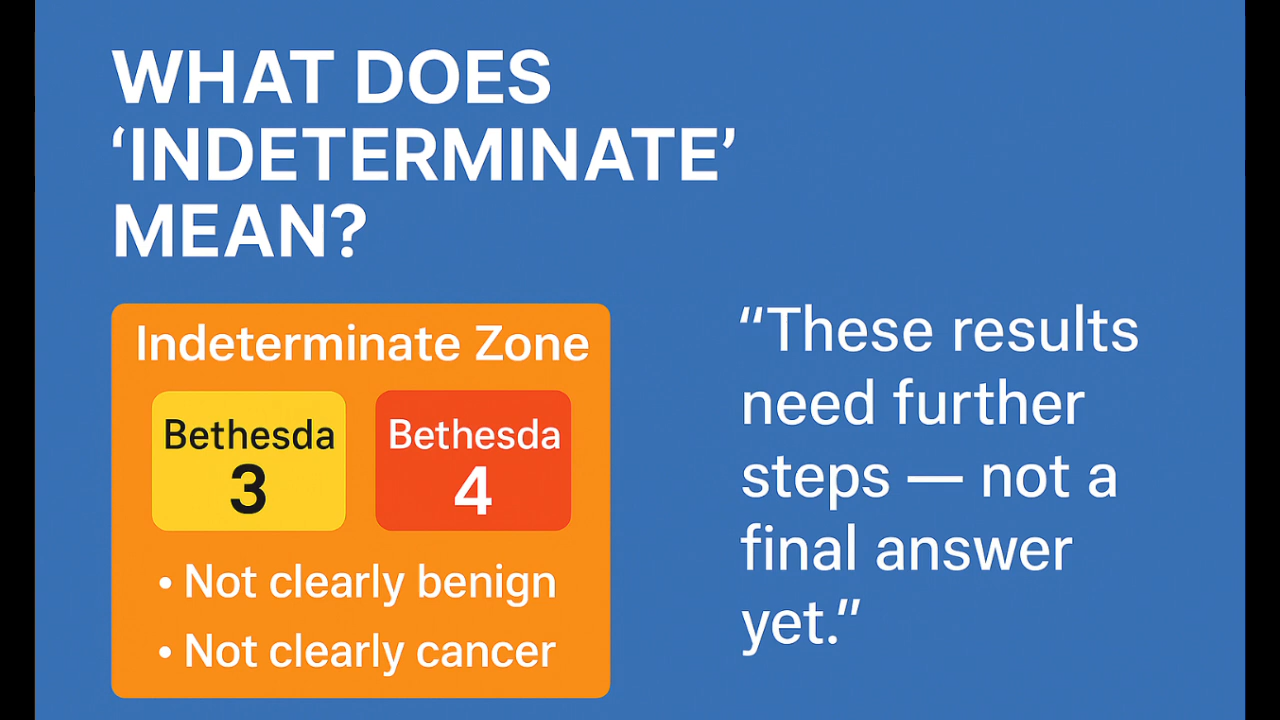 WHAT DOES
‘INDETERMINATE’
MEAN?
Indeterminate Zone
Bethesda
3
Bethesda
4
• Not clearly benign
• Not clearly cancer
“These results
need further
steps — not a
final answer
yet.”